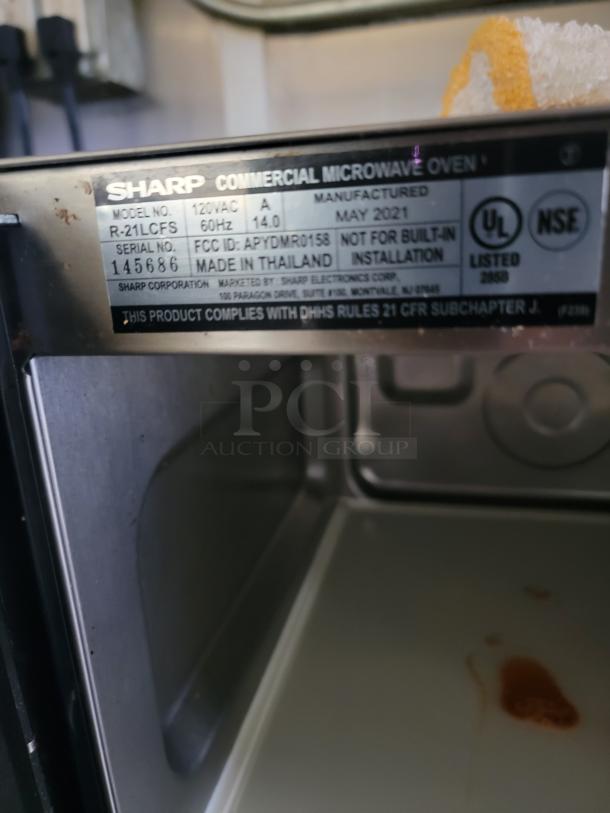 SHARP COMMERCIAL MICROWAVE OVEN
MODEL NO. 120VAC A MANUFACTURED
R-21LCFS 60Hz 14.0 MAY 2021
SERIAL NO. FCC ID: APYDMR0158 NOT FOR BUILT-IN
145686 MADE IN THAILAND INSTALLATION
UL
LISTED
NSF
SHARP CORPORATION MARKETED BY: SHARP ELECTRONICS CORP.
100 PARAGON DRIVE, SUITE #100, MONTVALE, NJ 07645
THIS PRODUCT COMPLIES WITH DHHS RULES 21 CFR SUBCHAPTER J.
PCI
AUCTION GROUP